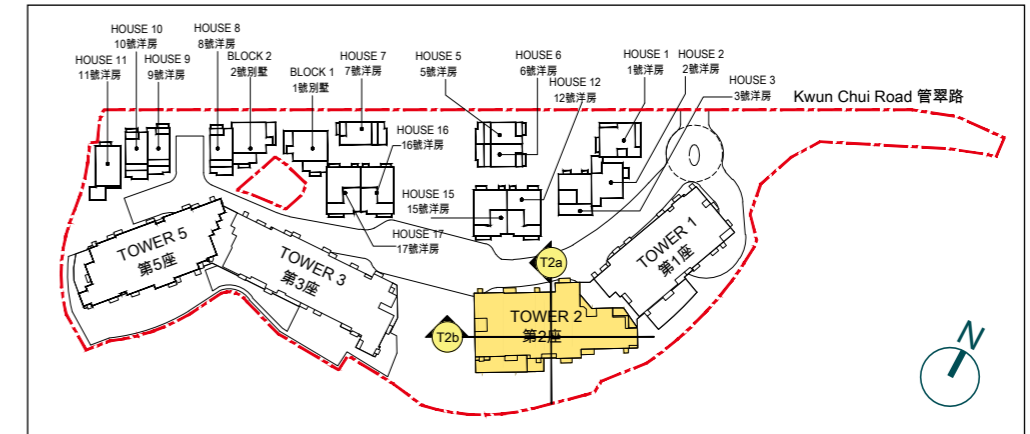 HOUSE 11
11號洋房
HOUSE 10
10號洋房
HOUSE 9
9號洋房
HOUSE 8
8號洋房
BLOCK 2
2號別墅
BLOCK 1
1號別墅
HOUSE 7
7號洋房
HOUSE 5
5號洋房
HOUSE 6
6號洋房
HOUSE 12
12號洋房
HOUSE 1
1號洋房
HOUSE 2
2號洋房
HOUSE 3
3號洋房
Kwun Chui Road 管翠路
HOUSE 16
16號洋房
HOUSE 15
15號洋房
HOUSE 17
17號洋房
TOWER 5
第5座
TOWER 3
第3座
TOWER 1
第1座
T2a
TOWER 2
第2座
T2b
N